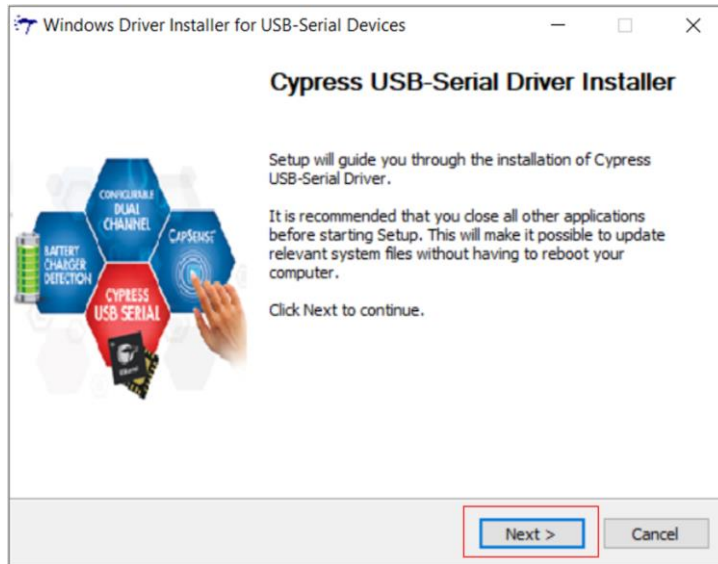 Windows Driver Installer for USB-Serial Devices
Cypress USB-Serial Driver Installer
Setup will guide you through the installation of Cypress
USB-Serial Driver.
It is recommended that you close all other applications
before starting Setup. This will make it possible to update
relevant system files without having to reboot your
computer.
Click Next to continue.
CONFIGURABLE
DUAL
CHANNEL
CAPSENSE
BATTERY
CHARGER
DETECTION
CYPRESS
USB SERIAL
Next >
Cancel